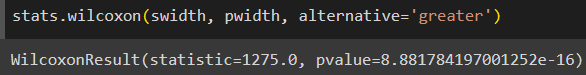 stats.wilcoxon(swidth, pwidth, alternative='greater')
WilcoxonResult(statistic=1275.0, pvalue=8.881784197001252e-16)